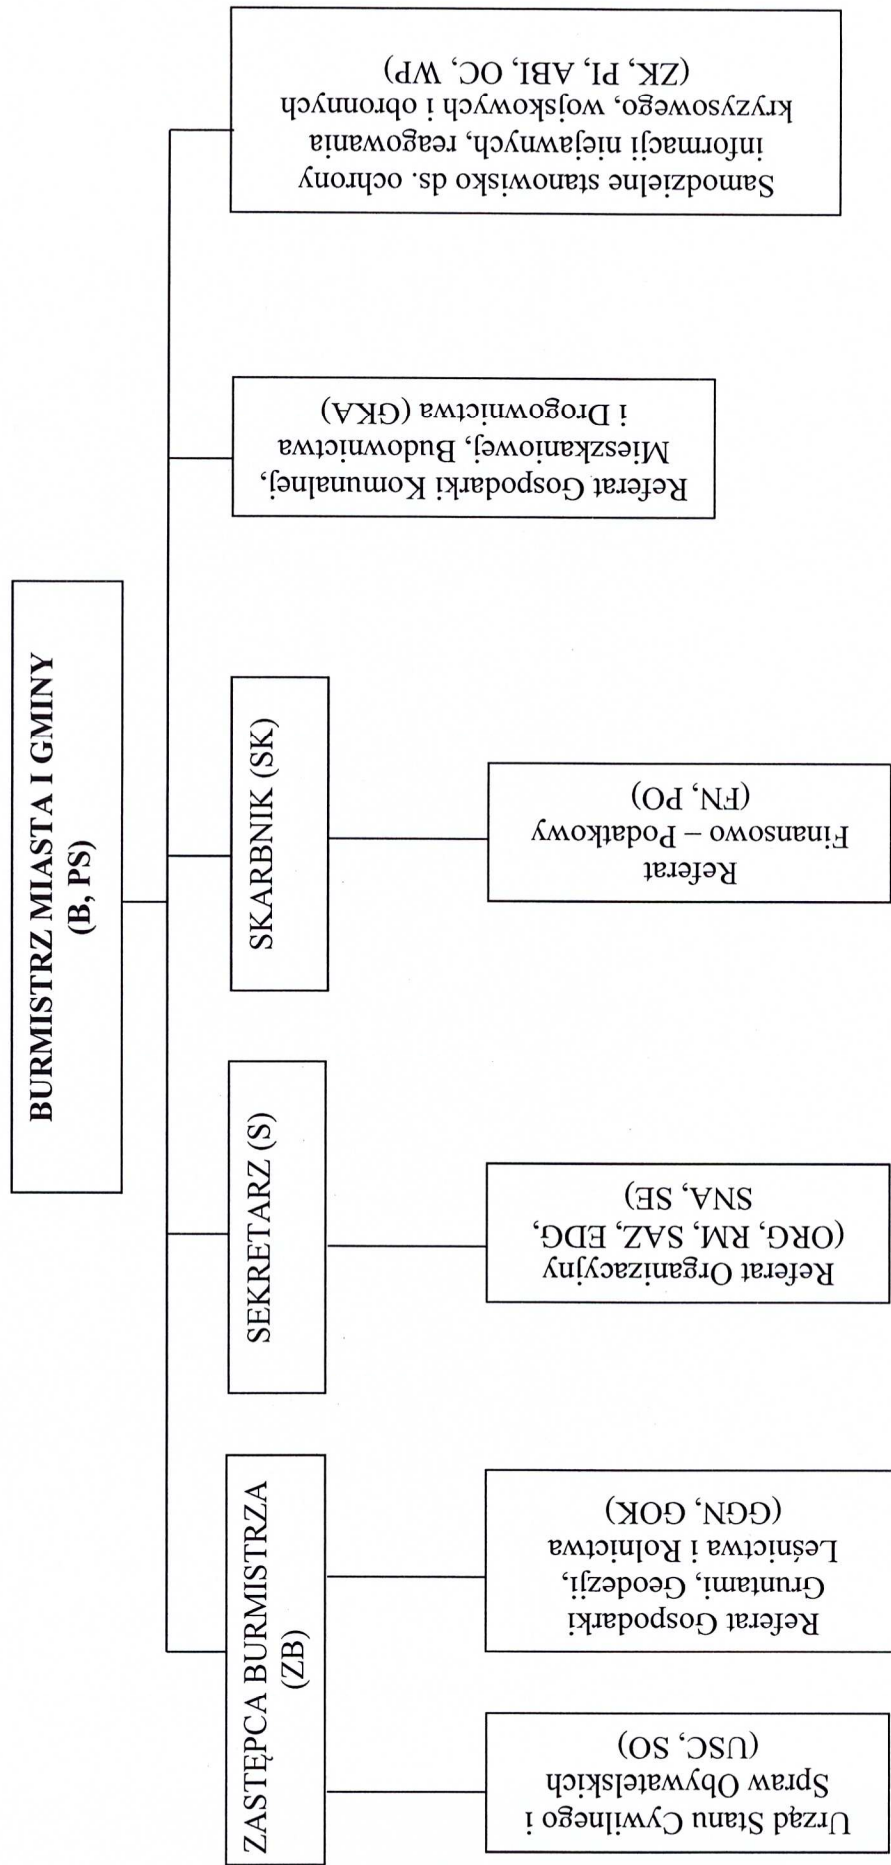 BURMISTRZ MIASTA I GMINY
(B, PS)
ZASTĘPCA BURMISTRZA
(ZB)
SEKRETARZ (S)
SKARBNIK (SK)
Referat Gospodarki Komunalnej,
Mieszkaniowej, Budownictwa
i Drogownictwa (GKA)
Samodzielne stanowisko ds. ochrony
informacji niejawnych, reagowania
kryzysowego, wojskowych i obronnych
(ZK, PI, ABI, OC, WP)
Urząd Stanu Cywilnego i
Spraw Obywatelskich
(USC, SO)
Referat Gospodarki
Gruntami, Geodezji,
Leśnictwa i Rolnictwa
(GGN, GOK)
Referat Organizacyjny
(ORG, RM, SAZ, EDG,
SNA, SE)
Referat
Finansowo – Podatkowy
(FN, PO)